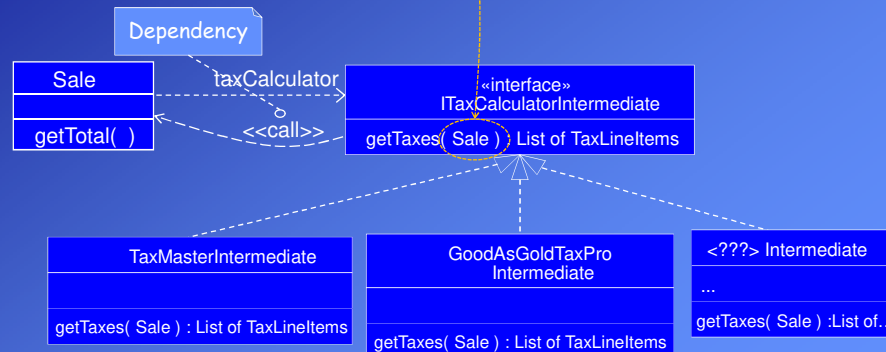 Dependency
Sale
getTotal( )
taxCalculator
<<call>>
«interface»
ITaxCalculatorIntermediate
getTaxes( Sale ) : List of TaxLineItems
TaxMasterIntermediate
getTaxes( Sale ) : List of TaxLineItems
GoodAsGoldTaxPro
Intermediate
getTaxes( Sale ) : List of TaxLineItems
<???> Intermediate
...
getTaxes( Sale ) :List of..